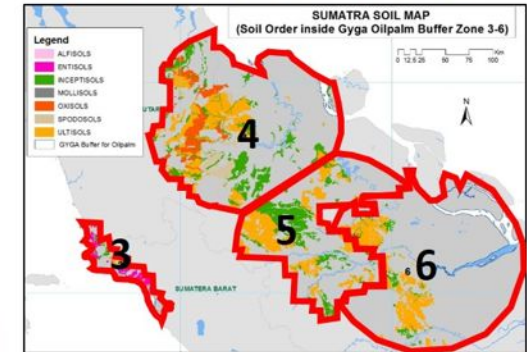 SUMATRA SOIL MAP
(Soil Order inside Gyga Oilpalm Buffer Zone 3-6)
Legend
ALFISOLS
ENTISOLS
INCEPTISOLS
MOLLISOLS
OXISOLS
SPODOSOLS
ULTISOLS
GYGA Buffer for Oilpalm
0 12.5 25 50 75 100
Km
N
UTAR
4
5
3
6
6
SUMATERA BARAT